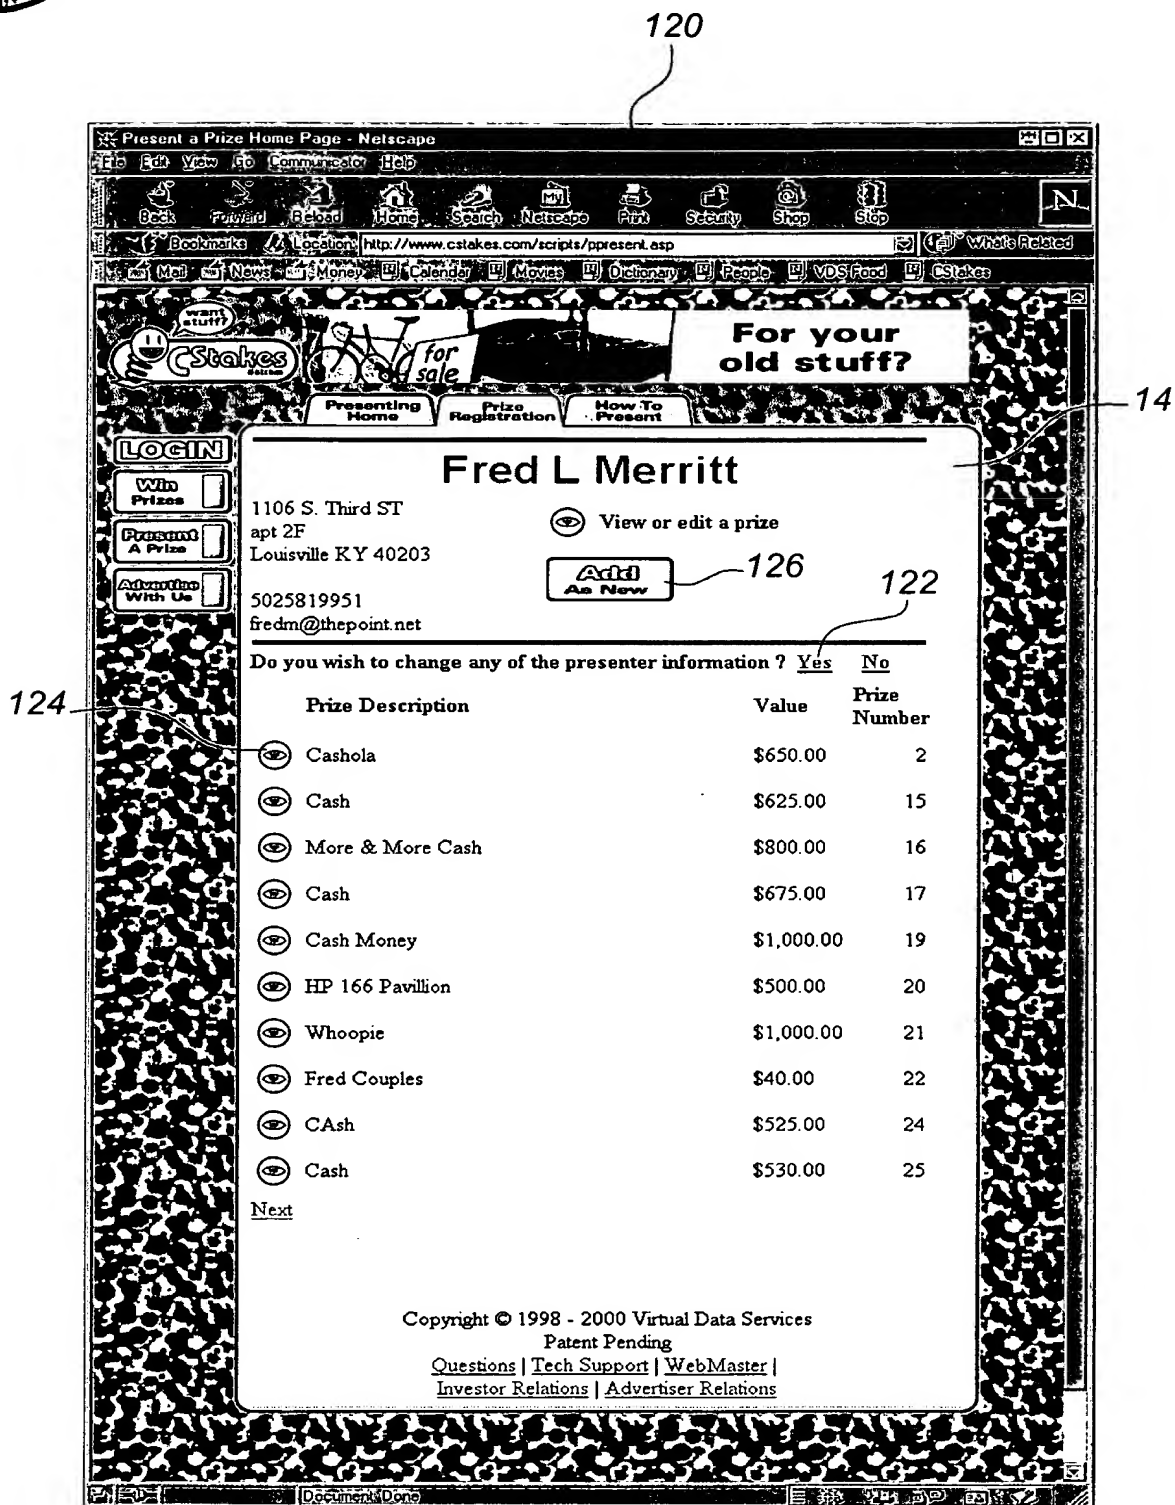 120
Present a Prize Home Page - Netscape
File Edit View Go Communicator Help
Back Forward Reload Home Search Netscape Print Security Shop Stop
N
Bookmarks Location: http://www.cstakes.com/scripts/ppresent.asp What's Related
Mail News Money Calendar Movies Dictionary People VDS Food CStakes
want stuff?
CStakes
for sale
For your old stuff?
Presenting Home Prize Registration How To Present
14
LOGIN
Win Prizes
Present A Prize
Advertise With Us
Fred L Merritt
1106 S. Third ST
apt 2F
Louisville KY 40203
5025819951
fredm@thepoint.net
View or edit a prize
Add As New
126
122
Do you wish to change any of the presenter information ? Yes No
124
Prize Description Value Prize Number
Cashola $650.00 2
Cash $625.00 15
More & More Cash $800.00 16
Cash $675.00 17
Cash Money $1,000.00 19
HP 166 Pavillion $500.00 20
Whoopie $1,000.00 21
Fred Couples $40.00 22
CAsh $525.00 24
Cash $530.00 25
Next
Copyright © 1998 - 2000 Virtual Data Services
Patent Pending
Questions | Tech Support | WebMaster |
Investor Relations | Advertiser Relations
Document: Done